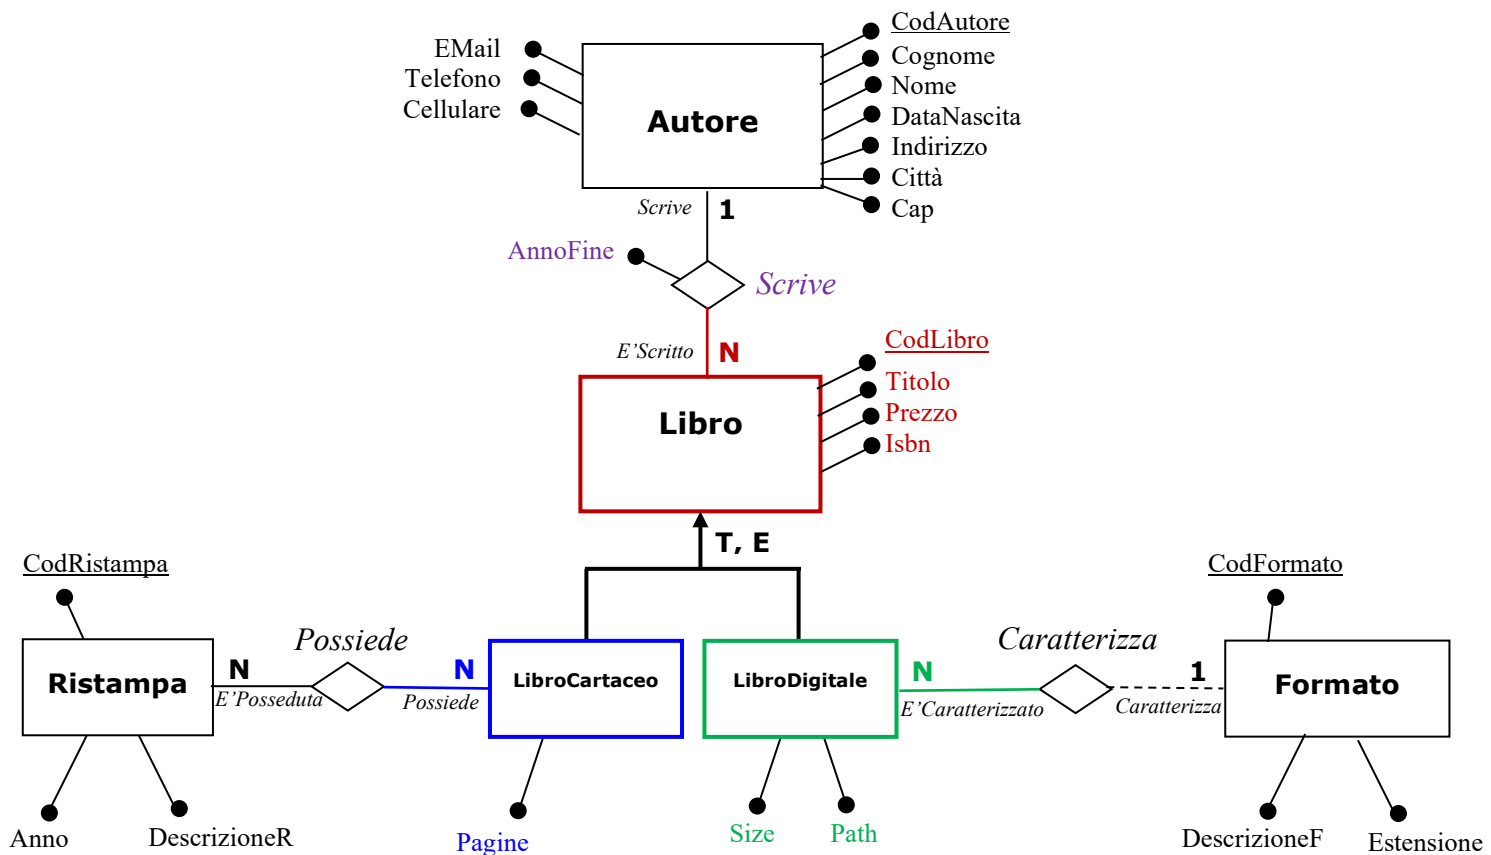 CodAutore
EMail
Cognome
Telefono
Nome
Cellulare
DataNascita
Autore
Indirizzo
Città
Cap
Scrive
1
AnnoFine
Scrive
E'Scritto
N
CodLibro
Titolo
Prezzo
Isbn
Libro
T, E
CodRistampa
CodFormato
Possiede
Caratterizza
Ristampa
N
E'Posseduta
N
Possiede
LibroCartaceo
LibroDigitale
N
E'Caratterizzato
1
Caratterizza
Formato
Anno
DescrizioneR
Pagine
Size
Path
DescrizioneF
Estensione